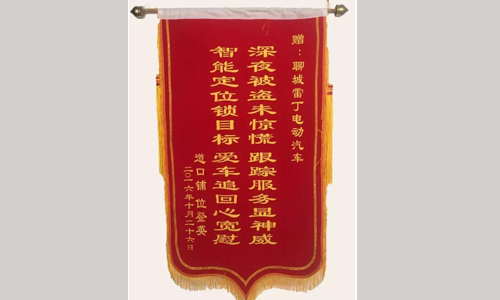 赠：聊城雷丁电动汽车
深夜被盗未惊慌 跟踪服务显神威
智能定位锁目标 爱车追回心宽慰
道口铺 位登英
二〇一六年十月二十六日